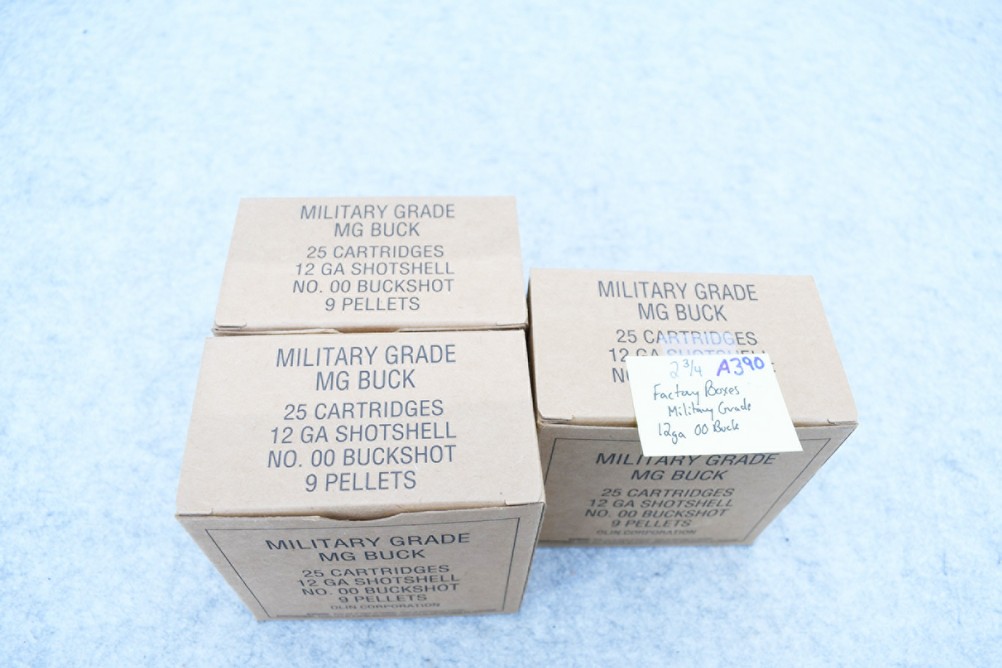 MILITARY GRADE
MG BUCK
25 CARTRIDGES
12 GA SHOTSHELL
NO. 00 BUCKSHOT
9 PELLETS
MILITARY GRADE
MG BUCK
25 CARTRIDGES
12 GA SHOTSHELL
NO. 00 BUCKSHOT
9 PELLETS
MILITARY GRADE
MG BUCK
25 CARTRIDGES
12 GA SHOTSHELL
NO. 00 BUCKSHOT
9 PELLETS
OLIN CORPORATION
MILITARY GRADE
MG BUCK
25 CARTRIDGES
12 GA SHOTSHELL
2 3/4 A390
Factory Boxes
Military Grade
12ga 00 Buck
MILITARY GRADE
MG BUCK
25 CARTRIDGES
12 GA SHOTSHELL
NO. 00 BUCKSHOT
9 PELLETS
OLIN CORPORATION